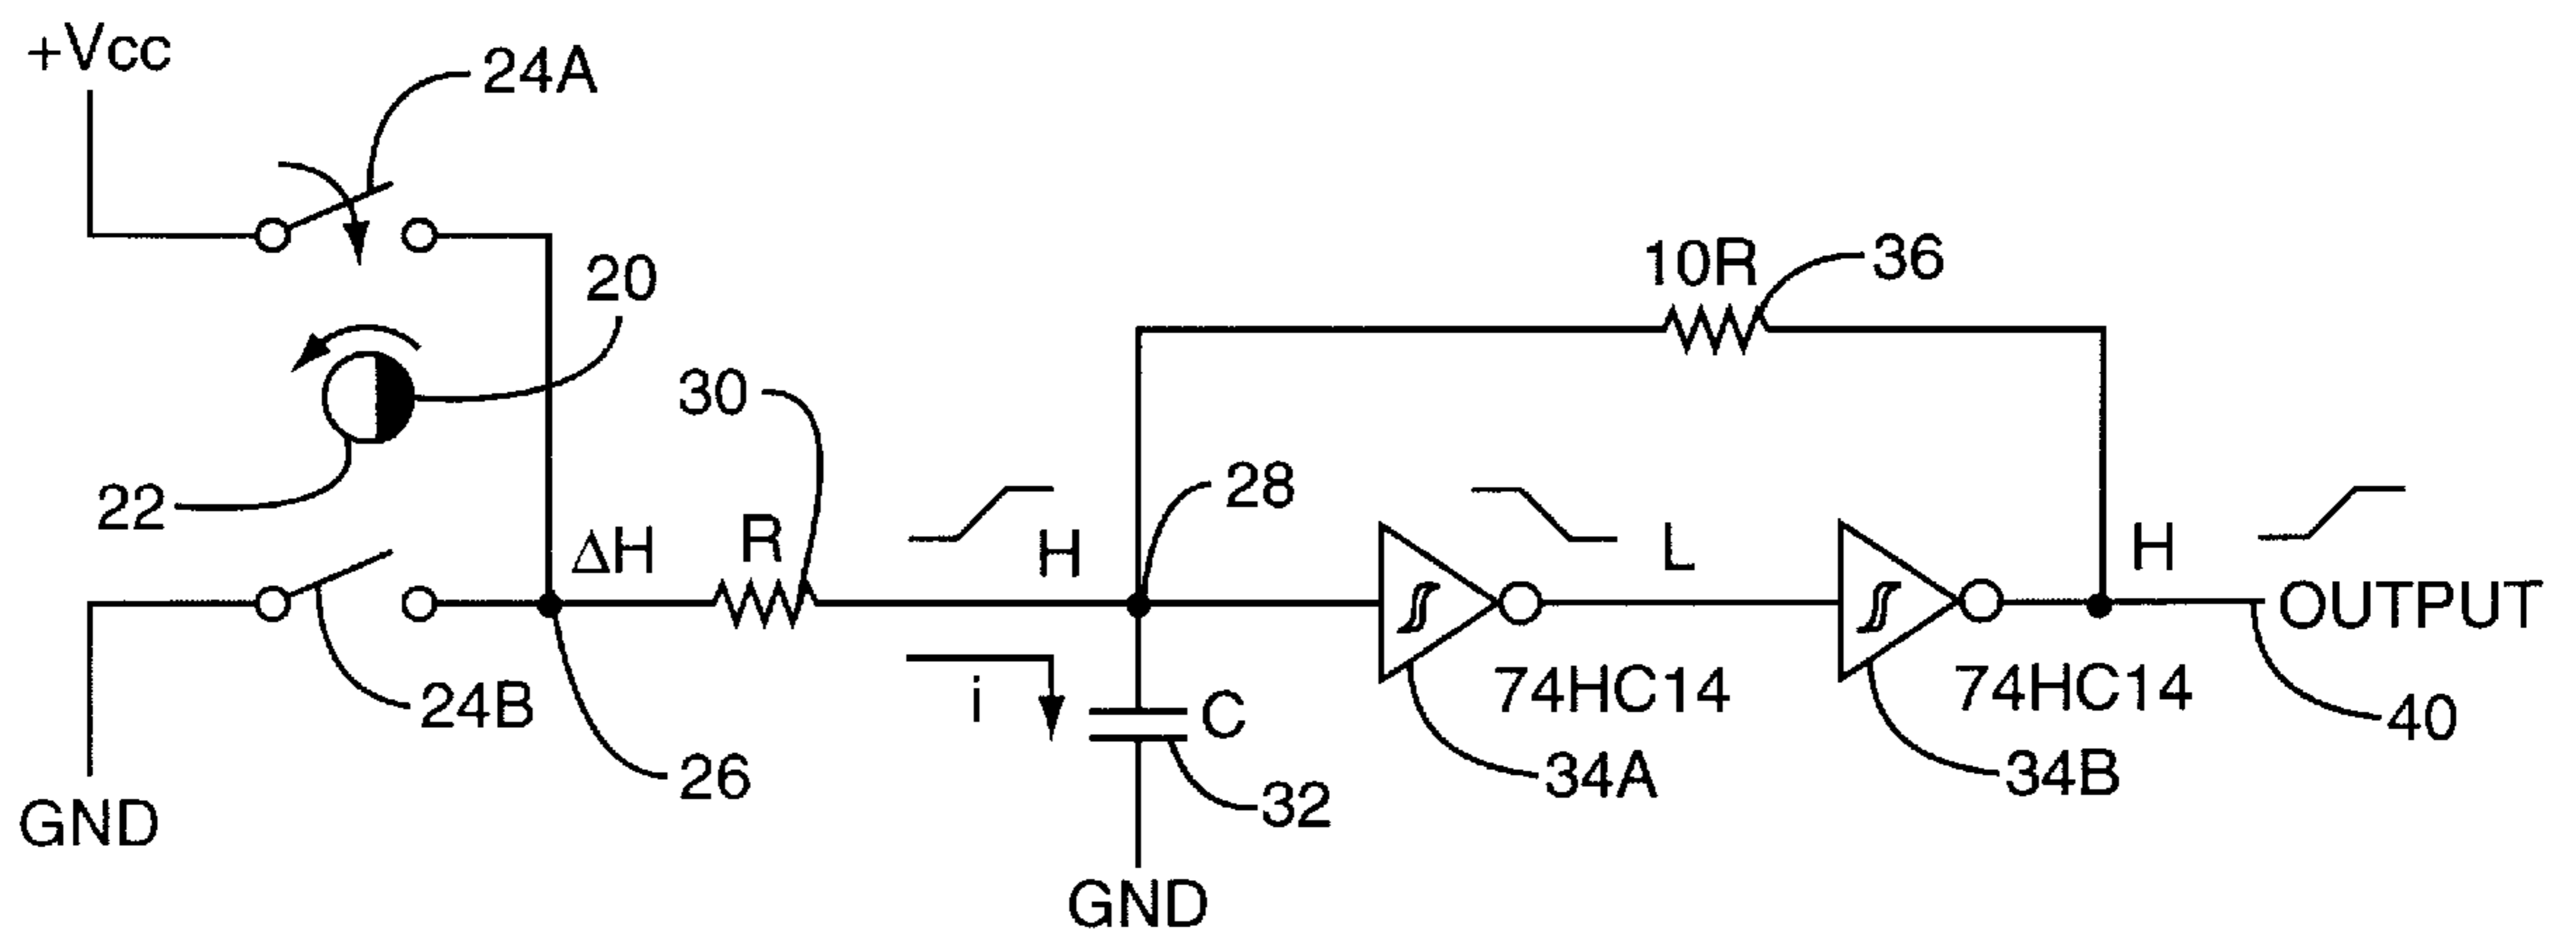 +Vcc
24A
20
10R
36
30
22
28
ΔH
R
H
L
H
OUTPUT
24B
26
i
C
32
74HC14
34A
74HC14
34B
40
GND
GND